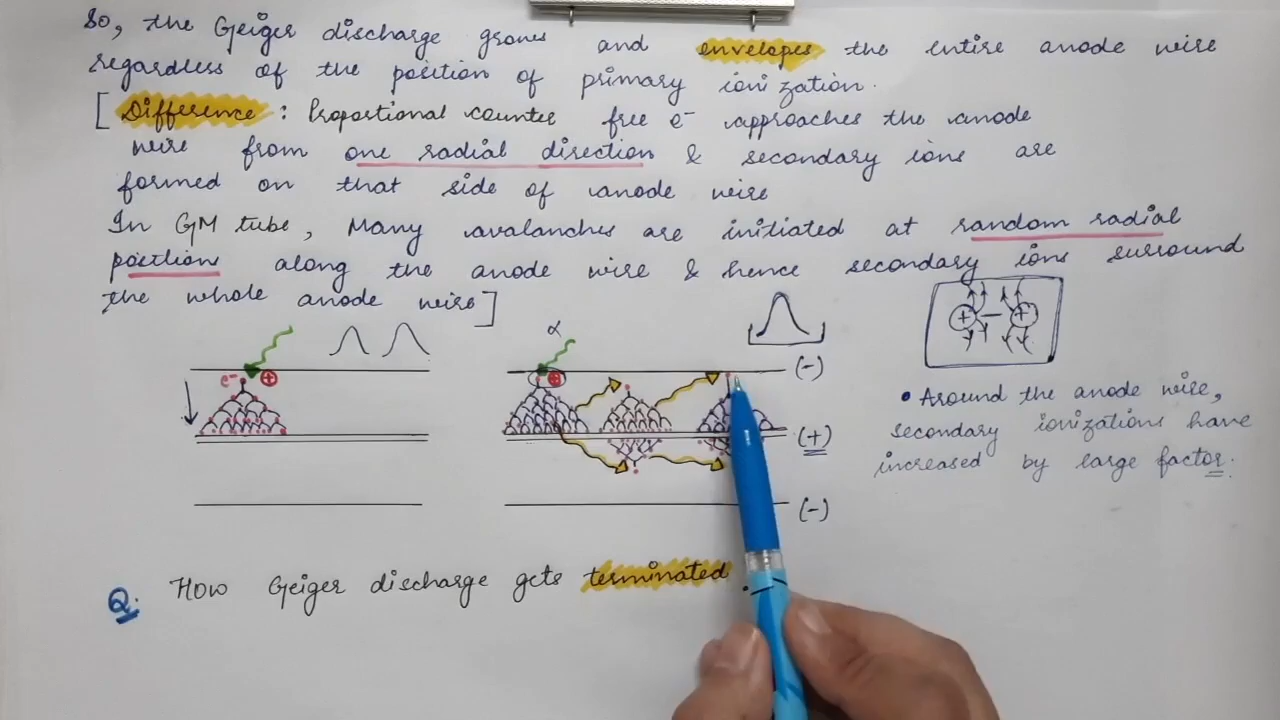 So, the Geiger discharge grows and envelopes the entire anode wire
regardless of the position of primary ionization.
[Difference : Proportional counter free e- approaches the anode
wire from one radial direction & secondary ions are
formed on that side of anode wire
In GM tube, Many avalanches are initiated at random radial
positions along the anode wire & hence secondary ions surround
the whole anode wire]
e- +
α +
(-)
(+)
(-)
+ - +
• Around the anode wire,
secondary ionizations have
increased by large factor.
Q. How Geiger discharge gets terminated